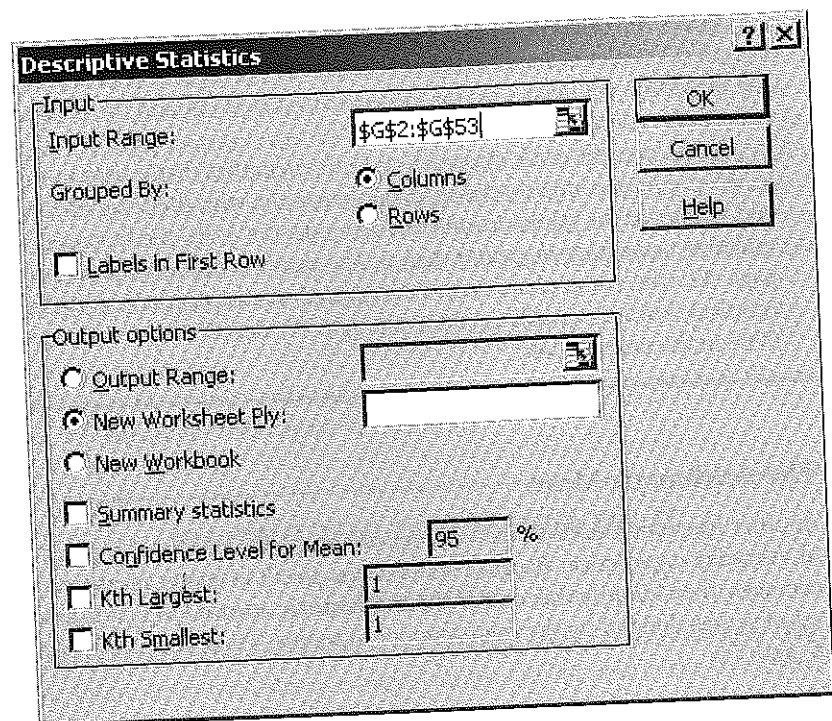 Descriptive Statistics ? X
Input
Input Range: $G$2:$G$53
OK
Cancel
Grouped By: Columns
Rows
Help
Labels in First Row
Output options
Output Range:
New Worksheet Ply:
New Workbook
Summary statistics
Confidence Level for Mean: 95 %
Kth Largest: 1
Kth Smallest: 1